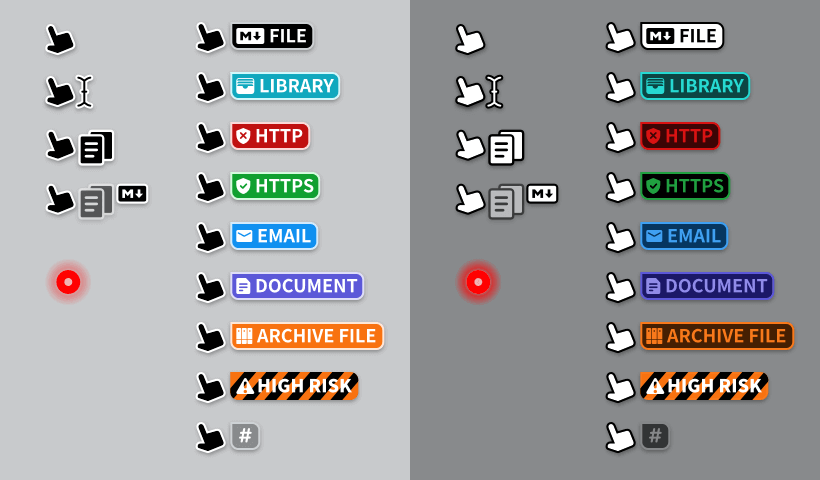 M↓ FILE
LIBRARY
HTTP
HTTPS
M↓
EMAIL
DOCUMENT
ARCHIVE FILE
HIGH RISK
#
M↓ FILE
LIBRARY
HTTP
HTTPS
M↓
EMAIL
DOCUMENT
ARCHIVE FILE
HIGH RISK
#